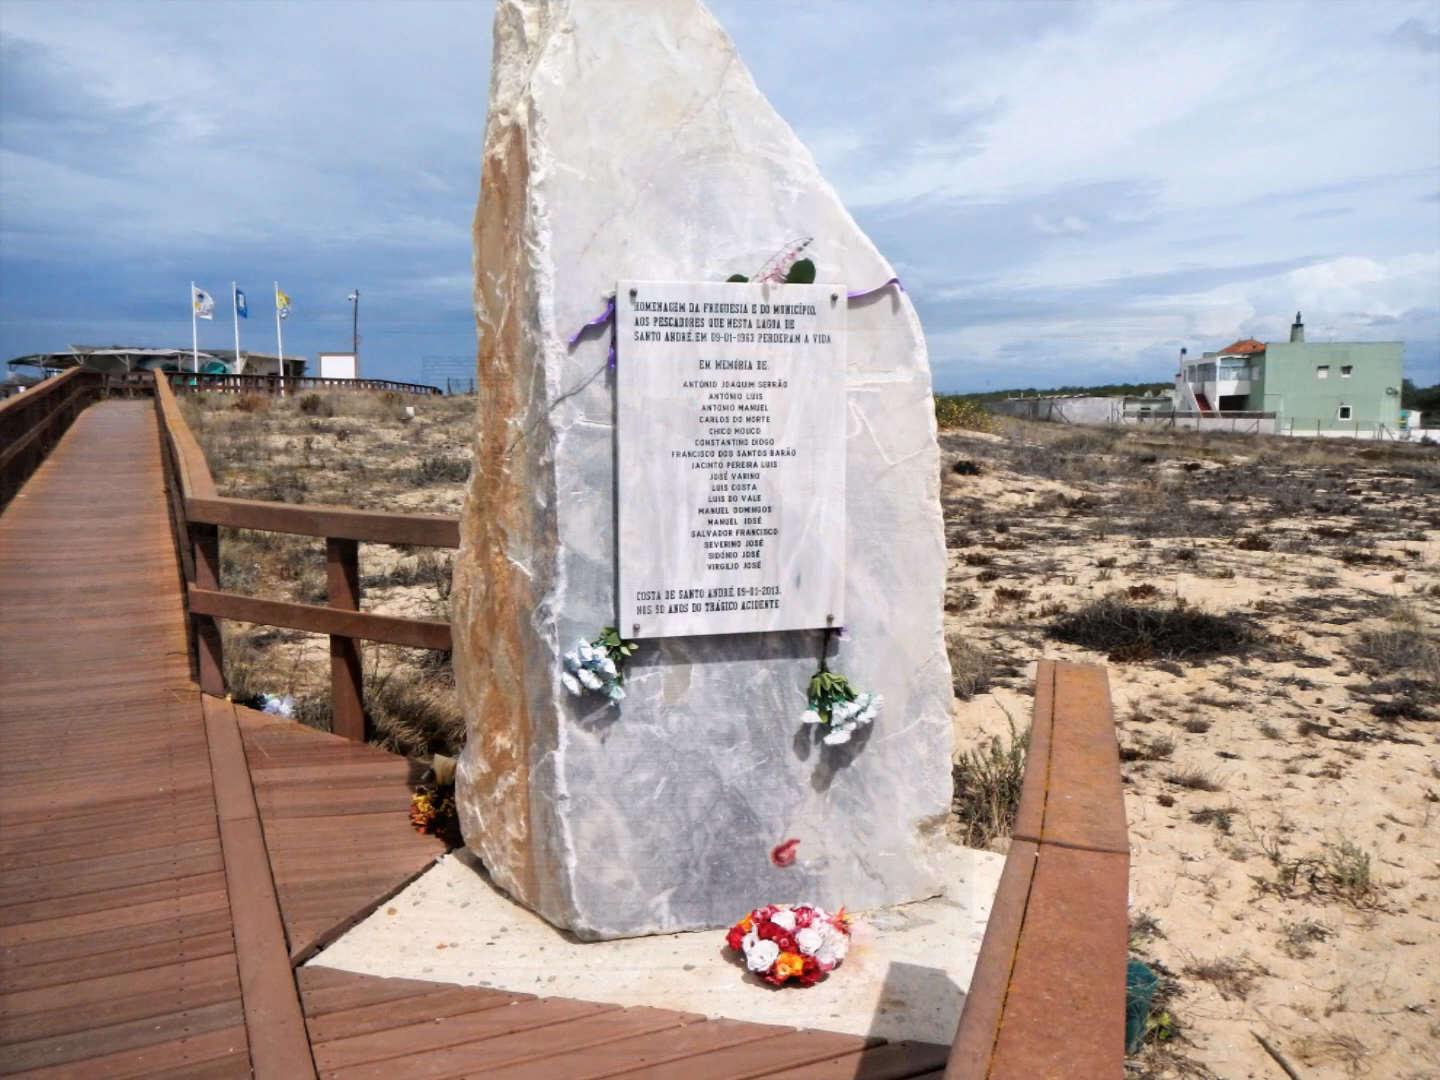 HOMENAGEM DA FREGUESIA E DO MUNICÍPIO,
AOS PESCADORES QUE NESTA LAGOA DE
SANTO ANDRÉ, EM 09-01-1963 PERDERAM A VIDA
EM MEMÓRIA DE:
ANTÓNIO JOAQUIM SERRÃO
ANTÓNIO LUIS
ANTÓNIO MANUEL
CARLOS DO NORTE
CHICO MOUCO
CONSTANTINO DIOGO
FRANCISCO DOS SANTOS BARÃO
JACINTO PEREIRA LUIS
JOSÉ VARINO
LUIS COSTA
LUIS DO VALE
MANUEL DOMINGOS
MANUEL JOSÉ
SALVADOR FRANCISCO
SEVERINO JOSÉ
SIDÓNIO JOSÉ
VIRGILIO JOSÉ
COSTA DE SANTO ANDRÉ, 09-01-2013.
NOS 50 ANOS DO TRÁGICO ACIDENTE